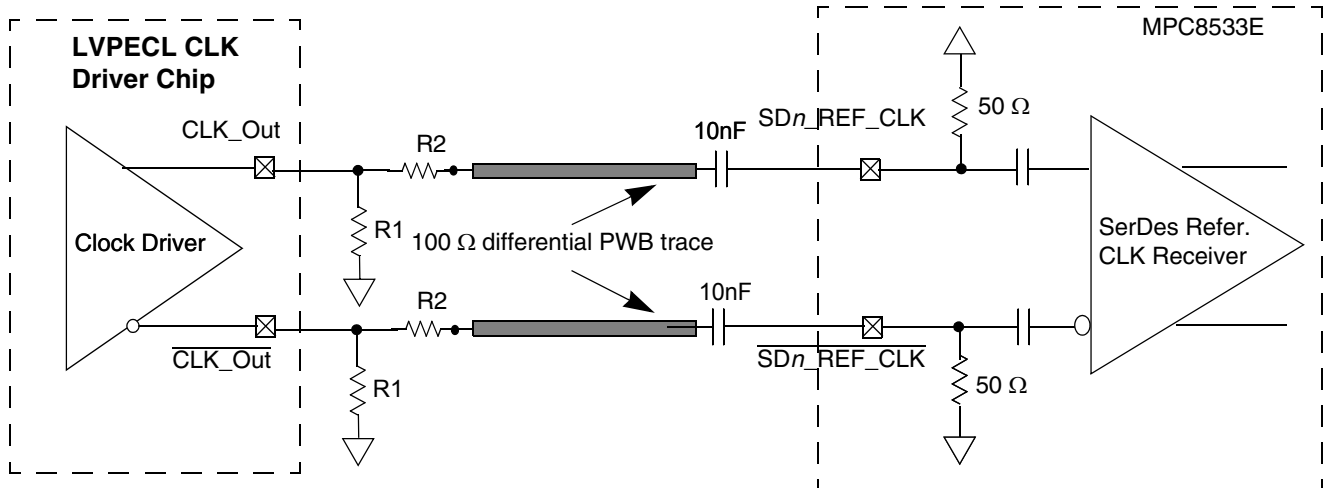 MPC8533E
LVPECL CLK
Driver Chip
50 Ω
CLK_Out
R2
10nF
SDn_REF_CLK
R1
100 Ω differential PWB trace
Clock Driver
SerDes Refer.
CLK Receiver
R2
10nF
CLK_Out
SDn_REF_CLK
R1
50 Ω